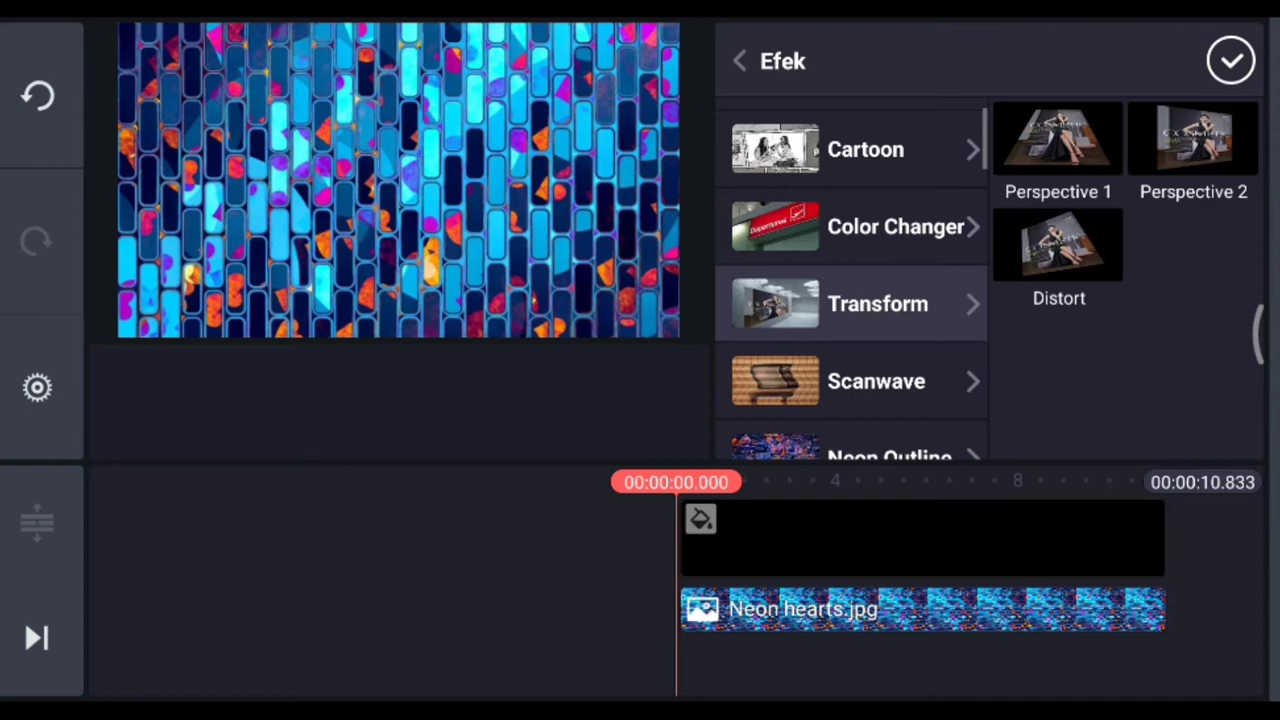 Efek
Cartoon
Color Changer
Transform
Scanwave
Neon Outline
Perspective 1
Perspective 2
Distort
00:00:00.000
4
8
00:00:10.833
Neon hearts.jpg